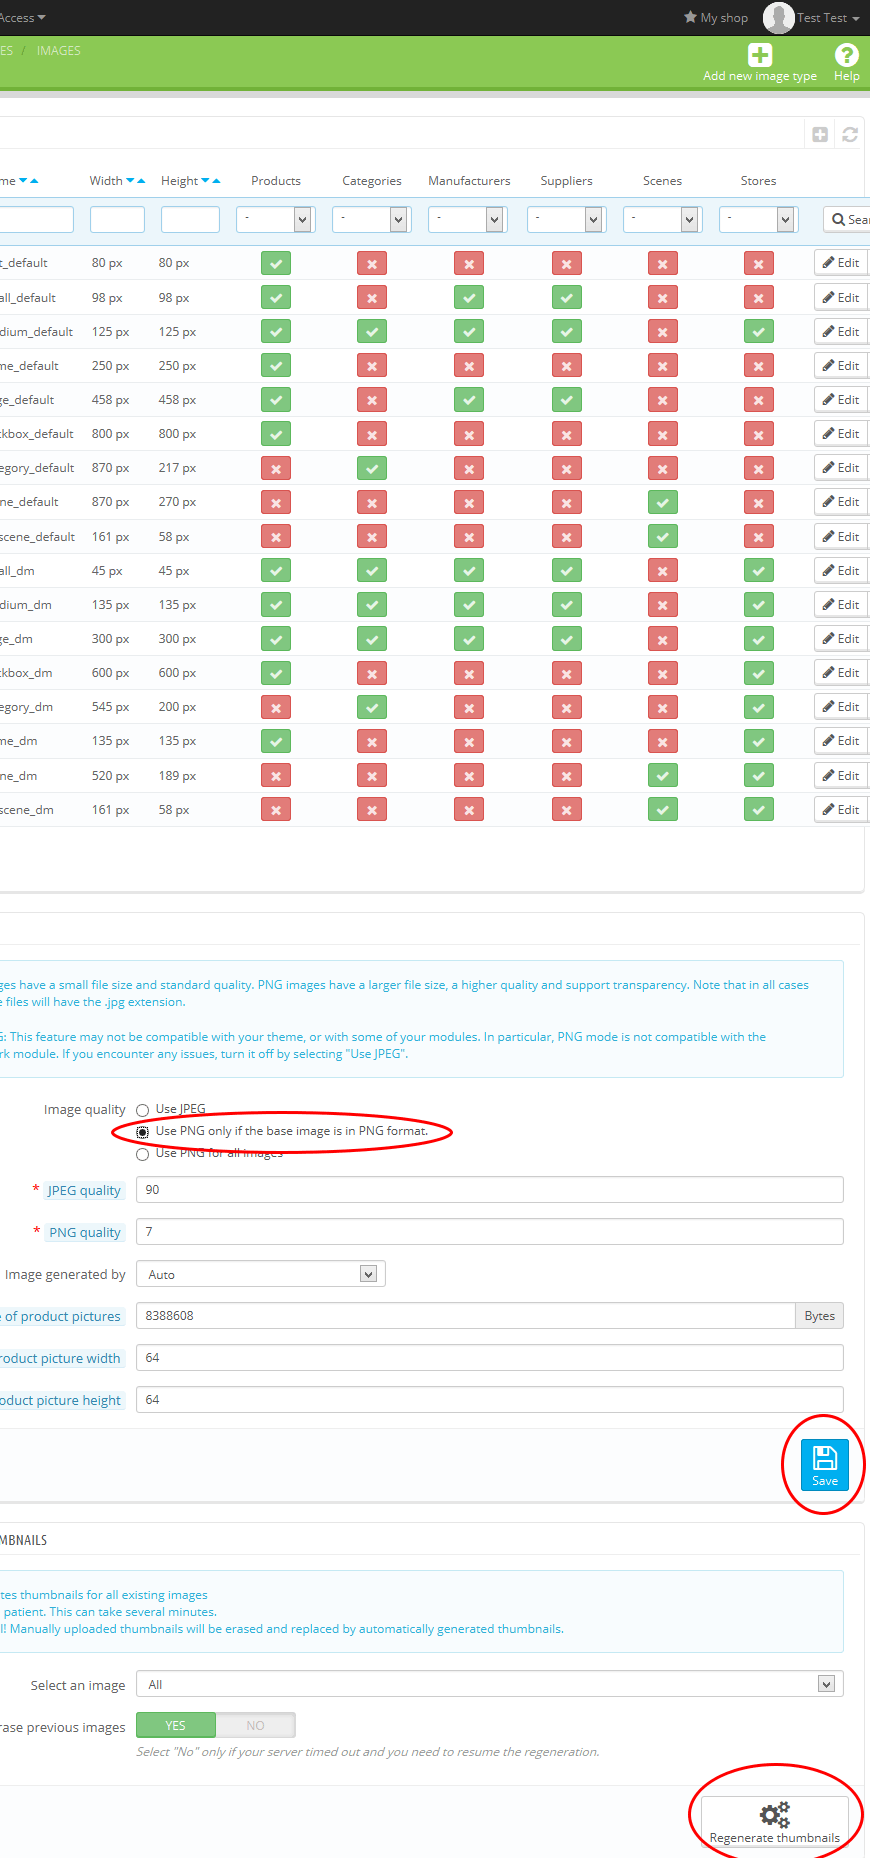 Access My shop Test Test
ES / IMAGES
Add new image type Help
me Width Height Products Categories Manufacturers Suppliers Scenes Stores
- - - - - - Sea
t_default 80 px 80 px Edit
all_default 98 px 98 px Edit
dium_default 125 px 125 px Edit
me_default 250 px 250 px Edit
ge_default 458 px 458 px Edit
ckbox_default 800 px 800 px Edit
egory_default 870 px 217 px Edit
ne_default 870 px 270 px Edit
scene_default 161 px 58 px Edit
all_dm 45 px 45 px Edit
dium_dm 135 px 135 px Edit
ge_dm 300 px 300 px Edit
ckbox_dm 600 px 600 px Edit
egory_dm 545 px 200 px Edit
me_dm 135 px 135 px Edit
ne_dm 520 px 189 px Edit
scene_dm 161 px 58 px Edit
ges have a small file size and standard quality. PNG images have a larger file size, a higher quality and support transparency. Note that in all cases
e files will have the .jpg extension.
G: This feature may not be compatible with your theme, or with some of your modules. In particular, PNG mode is not compatible with the
rk module. If you encounter any issues, turn it off by selecting "Use JPEG".
Image quality Use JPEG
Use PNG only if the base image is in PNG format.
Use PNG for all images
* JPEG quality 90
* PNG quality 7
Image generated by Auto
e of product pictures 8388608 Bytes
roduct picture width 64
oduct picture height 64
Save
MBNAILS
tes thumbnails for all existing images
patient. This can take several minutes.
l! Manually uploaded thumbnails will be erased and replaced by automatically generated thumbnails.
Select an image All
rase previous images YES NO
Select "No" only if your server timed out and you need to resume the regeneration.
Regenerate thumbnails